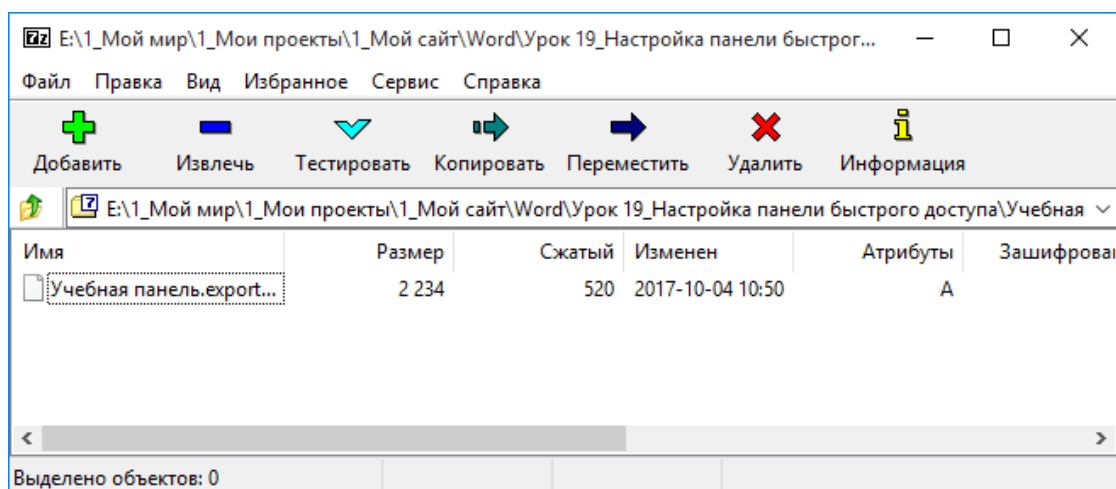 E:\1_Мой мир\1_Мои проекты\1_Мой сайт\Word\Урок 19_Настройка панели быстрог...
Файл Правка Вид Избранное Сервис Справка
Добавить Извлечь Тестировать Копировать Переместить Удалить Информация
E:\1_Мой мир\1_Мои проекты\1_Мой сайт\Word\Урок 19_Настройка панели быстрого доступа\Учебная
Имя Размер Сжатый Изменен Атрибуты Зашифрован
Учебная панель.export... 2 234 520 2017-10-04 10:50 A
Выделено объектов: 0